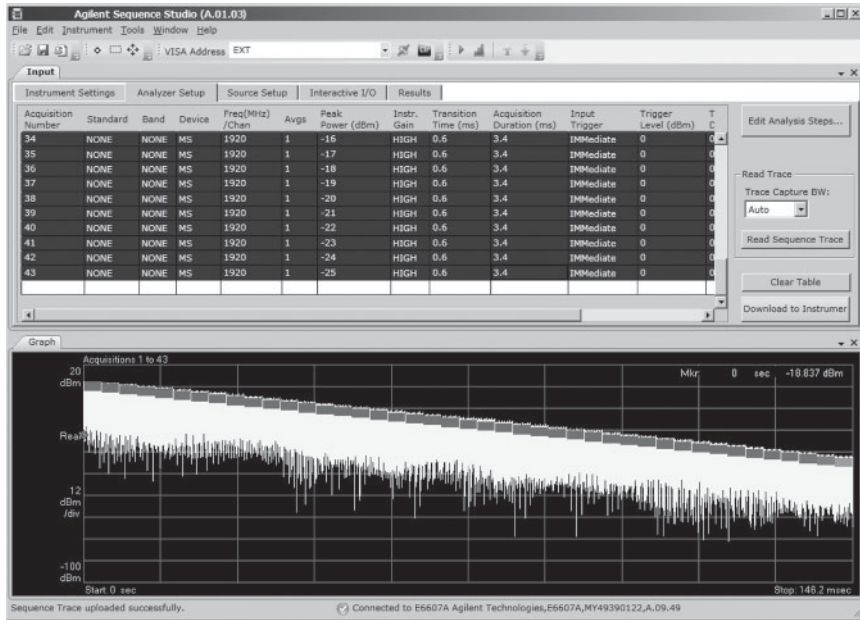 Agilent Sequence Studio (A.01.03)
File Edit Instrument Tools Window Help
VISA Address EXT
Input
Instrument Settings Analyzer Setup Source Setup Interactive I/O Results
Acquisition Number Standard Band Device Freq(MHz) /Chan Avgs Peak Power (dBm) Instr. Gain Transition Time (ms) Acquisition Duration (ms) Input Trigger Trigger Level (dBm)
34 NONE NONE MS 1920 1 -16 HIGH 0.6 3.4 IMMediate 0 0
35 NONE NONE MS 1920 1 -17 HIGH 0.6 3.4 IMMediate 0 0
36 NONE NONE MS 1920 1 -18 HIGH 0.6 3.4 IMMediate 0 0
37 NONE NONE MS 1920 1 -19 HIGH 0.6 3.4 IMMediate 0 0
38 NONE NONE MS 1920 1 -20 HIGH 0.6 3.4 IMMediate 0 0
39 NONE NONE MS 1920 1 -21 HIGH 0.6 3.4 IMMediate 0 0
40 NONE NONE MS 1920 1 -22 HIGH 0.6 3.4 IMMediate 0 0
41 NONE NONE MS 1920 1 -23 HIGH 0.6 3.4 IMMediate 0 0
42 NONE NONE MS 1920 1 -24 HIGH 0.6 3.4 IMMediate 0 0
43 NONE NONE MS 1920 1 -25 HIGH 0.6 3.4 IMMediate 0 0
Edit Analysis Steps...
Read Trace
Trace Capture BW:
Auto
Read Sequence Trace
Clear Table
Download to Instrumer
Graph
Acquisitions 1 to 43
Mkr 0 sec -18.837 dBm
20
dBm
Real
12
dBm
/div
-100
dBm
Start 0 sec
Stop: 146.2 msec
Sequence Trace uploaded successfully.
Connected to E6607A Agilent Technologies,E6607A,MY49390122,A.09.49